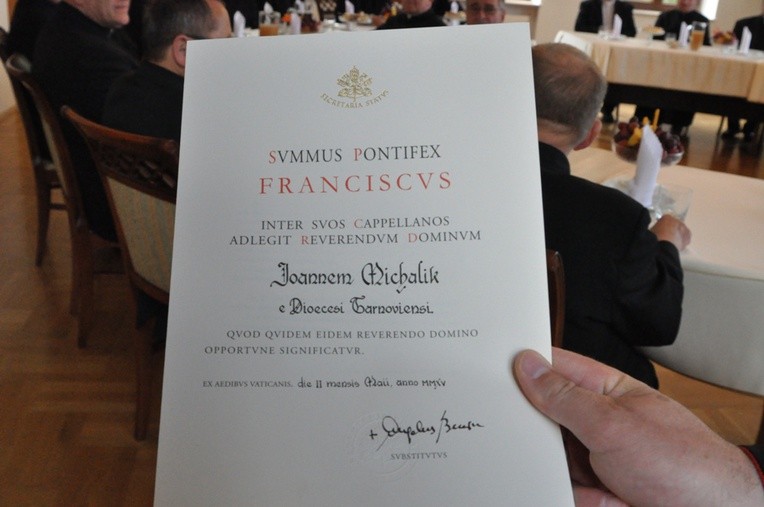 SECRETARIA STATUS
SVMMVS PONTIFEX
FRANCISCVS
INTER SVOS CAPPELLANOS
ADLEGIT REVERENDVM DOMINVM
Joannem Michalik
e Dioecesi Tarnoviensi.
QVOD QVIDEM EIDEM REVERENDO DOMINO
OPPORTVNE SIGNIFICATVR.
EX AEDIBVS VATICANIS, die II mensis Maii, anno MMXV
SVBSTITVTVS